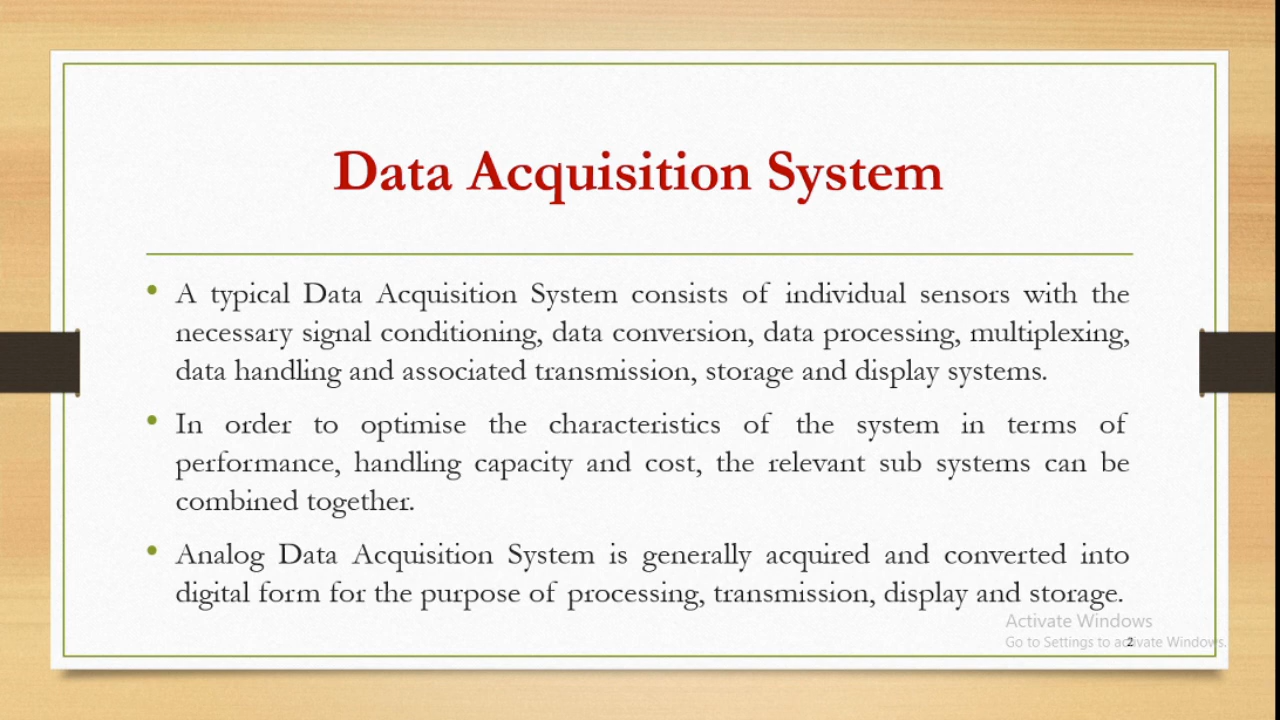 Data Acquisition System
• A typical Data Acquisition System consists of individual sensors with the
necessary signal conditioning, data conversion, data processing, multiplexing,
data handling and associated transmission, storage and display systems.
• In order to optimise the characteristics of the system in terms of
performance, handling capacity and cost, the relevant sub systems can be
combined together.
• Analog Data Acquisition System is generally acquired and converted into
digital form for the purpose of processing, transmission, display and storage.
Activate Windows
Go to Settings to activate Windows.
2